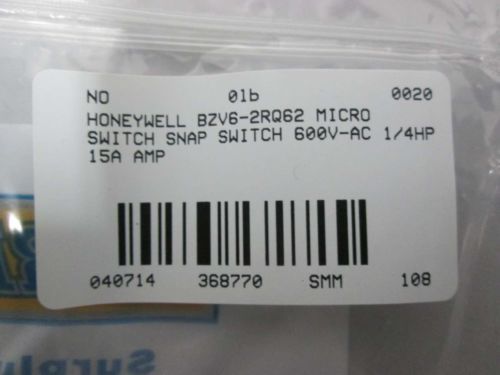 NO 01b 0020
HONEYWELL BZV6-2RQ62 MICRO
SWITCH SNAP SWITCH 600V-AC 1/4HP
15A AMP
040714 368770 SMM 108